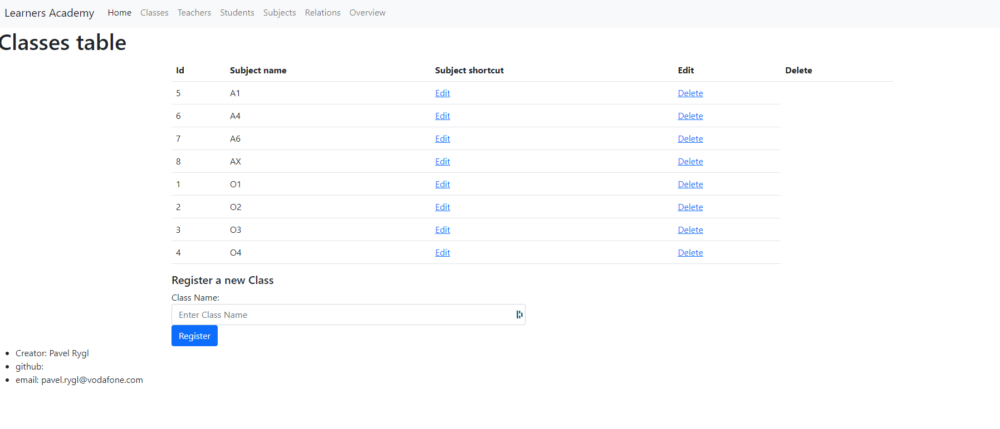 Learners Academy Home Classes Teachers Students Subjects Relations Overview
Classes table
Id Subject name Subject shortcut Edit Delete
5 A1 Edit Delete
6 A4 Edit Delete
7 A6 Edit Delete
8 AX Edit Delete
1 O1 Edit Delete
2 O2 Edit Delete
3 O3 Edit Delete
4 O4 Edit Delete
Register a new Class
Class Name:
Enter Class Name
Register
Creator: Pavel Rygl
github:
email: pavel.rygl@vodafone.com